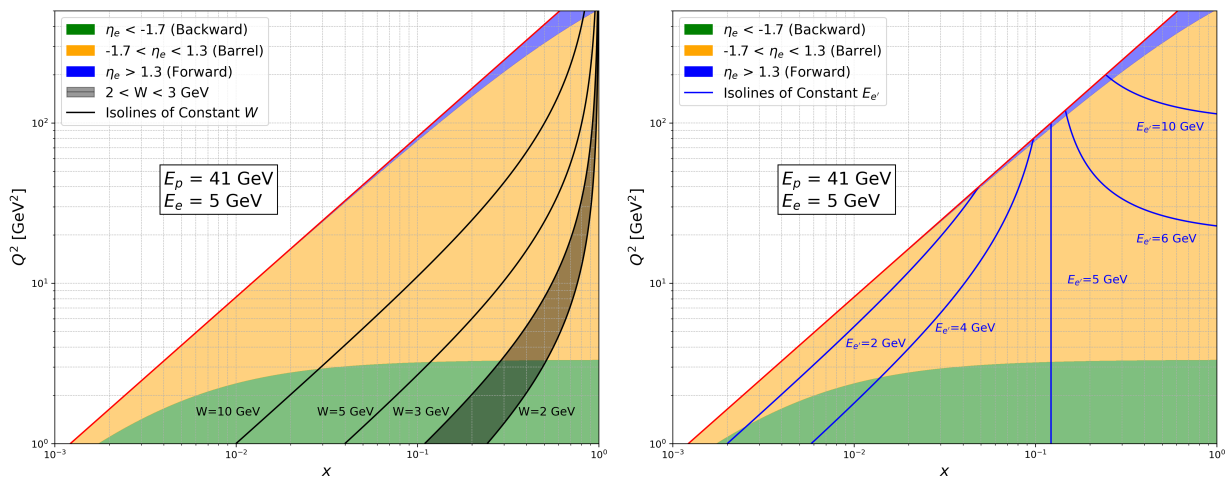 η_e < -1.7 (Backward)
-1.7 < η_e < 1.3 (Barrel)
η_e > 1.3 (Forward)
2 < W < 3 GeV
Isolines of Constant W
E_p = 41 GeV
E_e = 5 GeV
W=10 GeV
W=5 GeV
W=3 GeV
W=2 GeV
Q² [GeV²]
10²
10¹
10⁰
10⁻³
10⁻²
10⁻¹
10⁰
x
η_e < -1.7 (Backward)
-1.7 < η_e < 1.3 (Barrel)
η_e > 1.3 (Forward)
Isolines of Constant E_e'
E_p = 41 GeV
E_e = 5 GeV
E_e'=10 GeV
E_e'=6 GeV
E_e'=5 GeV
E_e'=4 GeV
E_e'=2 GeV
Q² [GeV²]
10²
10¹
10⁰
10⁻³
10⁻²
10⁻¹
10⁰
x